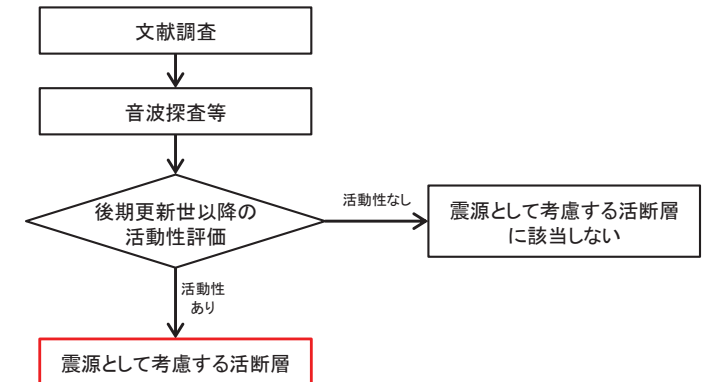 文献調査
音波探査等
後期更新世以降の
活動性評価
活動性なし
震源として考慮する活断層
に該当しない
活動性
あり
震源として考慮する活断層